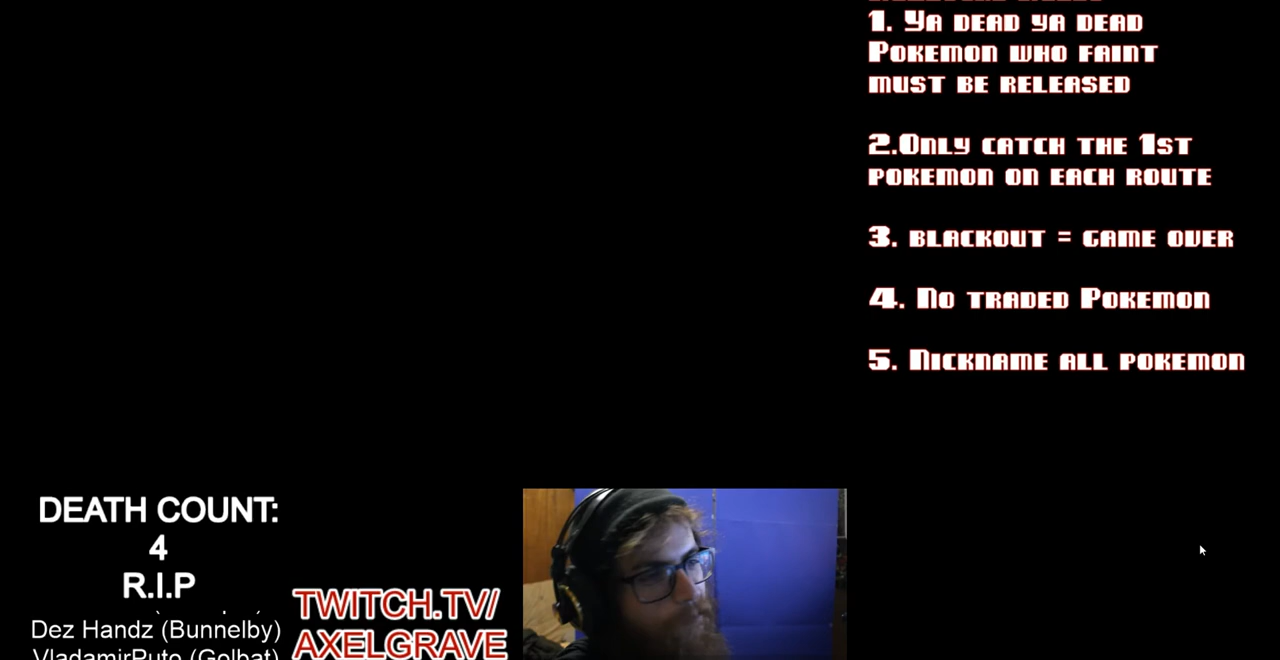 1. Ya dead ya dead
Pokemon who faint
must be released
2.Only catch the 1st
pokemon on each route
3. blackout = game over
4. No traded Pokemon
5. Nickname all pokemon
DEATH COUNT:
4
R.I.P
Dez Handz (Bunnelby)
VladamirPuto (Golbat)
TWITCH.TV/
AXELGRAVE